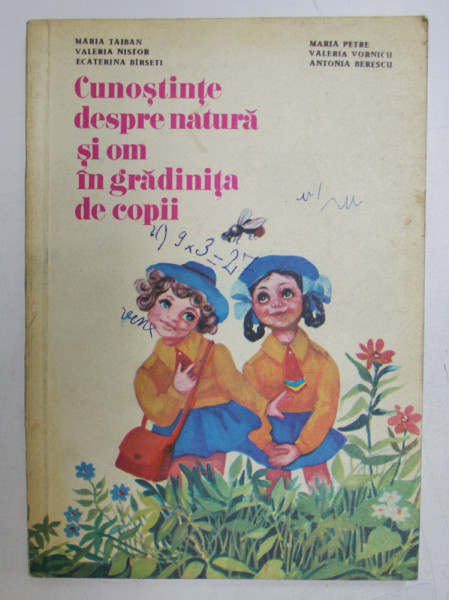 MARIA TAIBAN
VALERIA NISTOR
ECATERINA BÎRSETI
MARIA PETRE
VALERIA VORNICU
ANTONIA BERESCU
Cunoştinţe
despre natură
şi om
în grădiniţa
de copii
4) 9 x 3 = 27